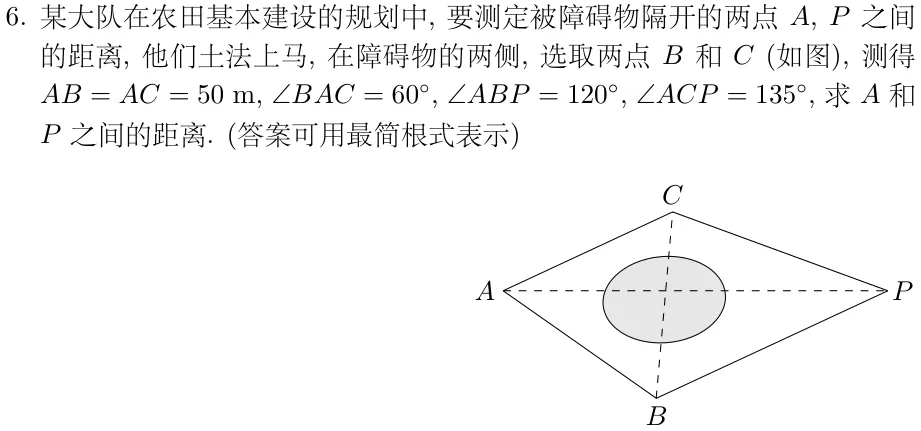 6. 某大队在农田基本建设的规划中, 要测定被障碍物隔开的两点 A, P 之间
的距离, 他们土法上马, 在障碍物的两侧, 选取两点 B 和 C (如图), 测得
AB = AC = 50 m, ∠BAC = 60°, ∠ABP = 120°, ∠ACP = 135°, 求 A 和
P 之间的距离. (答案可用最简根式表示)
C
A
P
B